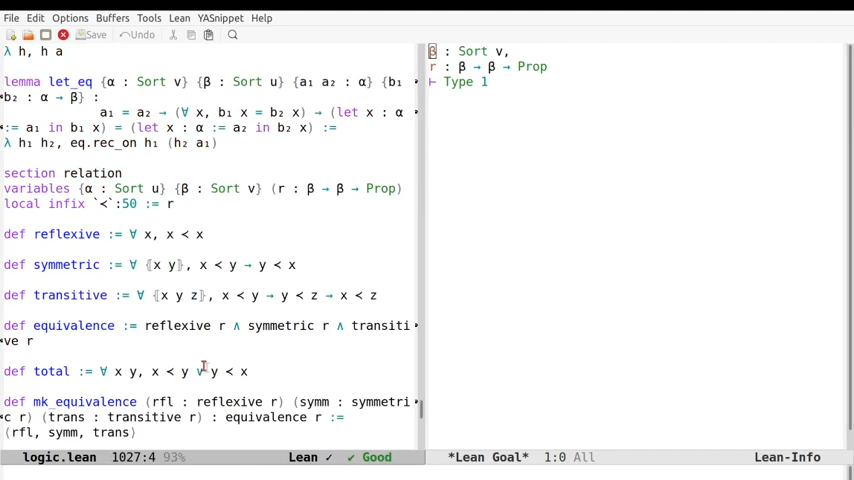 File Edit Options Buffers Tools Lean YASnippet Help
Save Undo
λ h, h a
lemma let_eq {α : Sort v} {β : Sort u} {a₁ a₂ : α} {b₁
b₂ : α → β} :
a₁ = a₂ → (∀ x, b₁ x = b₂ x) → (let x : α
:= a₁ in b₁ x) = (let x : α := a₂ in b₂ x) :=
λ h₁ h₂, eq.rec_on h₁ (h₂ a₁)
section relation
variables {α : Sort u} {β : Sort v} (r : β → β → Prop)
local infix `≺`:50 := r
def reflexive := ∀ x, x ≺ x
def symmetric := ∀ ⦃x y⦄, x ≺ y → y ≺ x
def transitive := ∀ ⦃x y z⦄, x ≺ y → y ≺ z → x ≺ z
def equivalence := reflexive r ∧ symmetric r ∧ transiti
ve r
def total := ∀ x y, x ≺ y ∨ y ≺ x
def mk_equivalence (rfl : reflexive r) (symm : symmetri
c r) (trans : transitive r) : equivalence r :=
⟨rfl, symm, trans⟩
logic.lean 1027:4 93% Lean ✓ ✔ Good
β : Sort v,
r : β → β → Prop
⊢ Type 1
*Lean Goal* 1:0 All Lean-Info